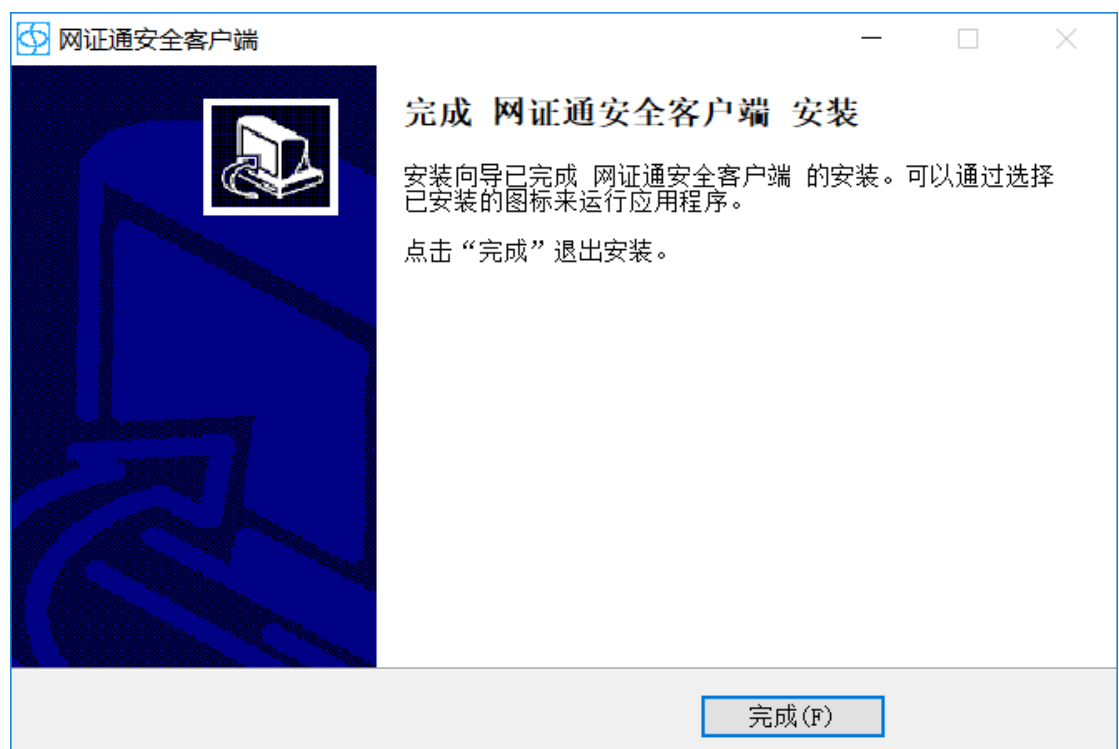 网证通安全客户端
完成 网证通安全客户端 安装
安装向导已完成 网证通安全客户端 的安装。可以通过选择
已安装的图标来运行应用程序。
点击“完成”退出安装。
完成(F)